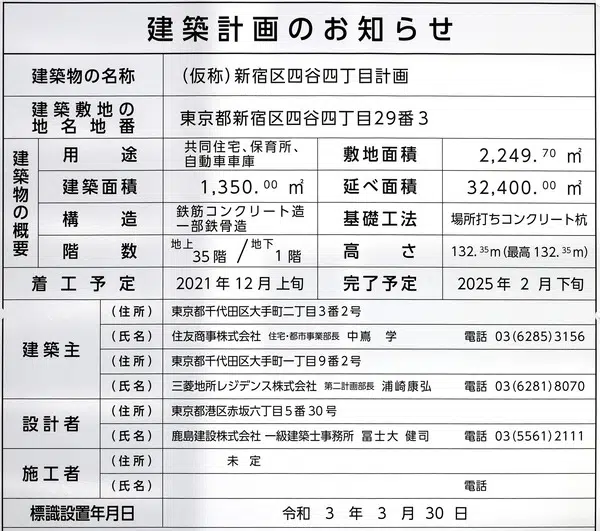 建築計画のお知らせ
建築物の名称 (仮称)新宿区四谷四丁目計画
建築敷地の
地名地番 東京都新宿区四谷四丁目29番3
建築物の概要
用途 共同住宅、保育所、
自動車車庫
敷地面積 2,249.70 ㎡
建築面積 1,350.00 ㎡ 延べ面積 32,400.00 ㎡
構造 鉄筋コンクリート造
一部鉄骨造
基礎工法 場所打ちコンクリート杭
階数 地上35階/地下1階 高さ 132.35m(最高132.35m)
着工予定 2021年12月上旬 完了予定 2025年2月下旬
建築主
(住所) 東京都千代田区大手町二丁目3番2号
(氏名) 住友商事株式会社 住宅・都市事業部長 中嶌 学 電話 03(6285)3156
(住所) 東京都千代田区大手町一丁目9番2号
(氏名) 三菱地所レジデンス株式会社 第二計画部長 浦崎康弘 電話 03(6281)8070
設計者
(住所) 東京都港区赤坂六丁目5番30号
(氏名) 鹿島建設株式会社 一級建築士事務所 冨士大 健司 電話 03(5561)2111
施工者
(住所) 未定
(氏名) 電話
標識設置年月日 令和 3年 3月 30日